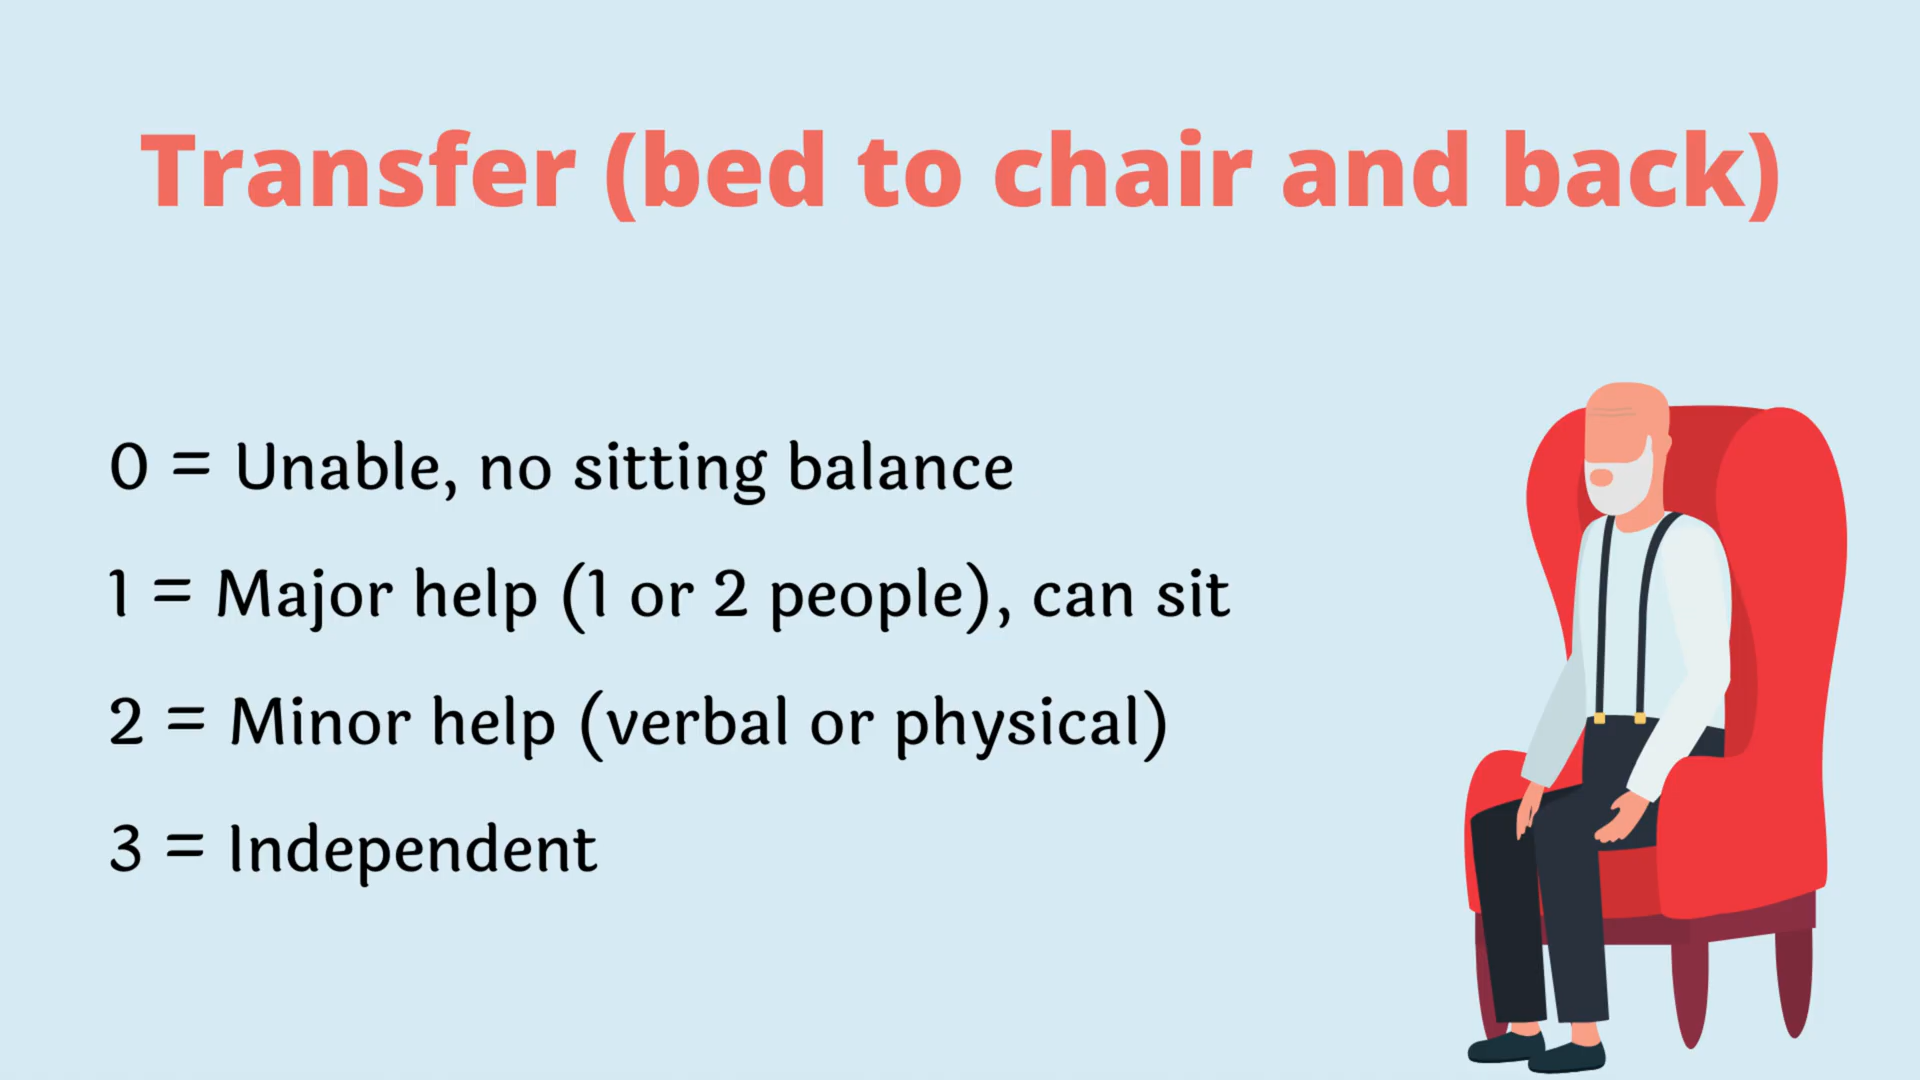 Transfer (bed to chair and back)
0 = Unable, no sitting balance
1 = Major help (1 or 2 people), can sit
2 = Minor help (verbal or physical)
3 = Independent